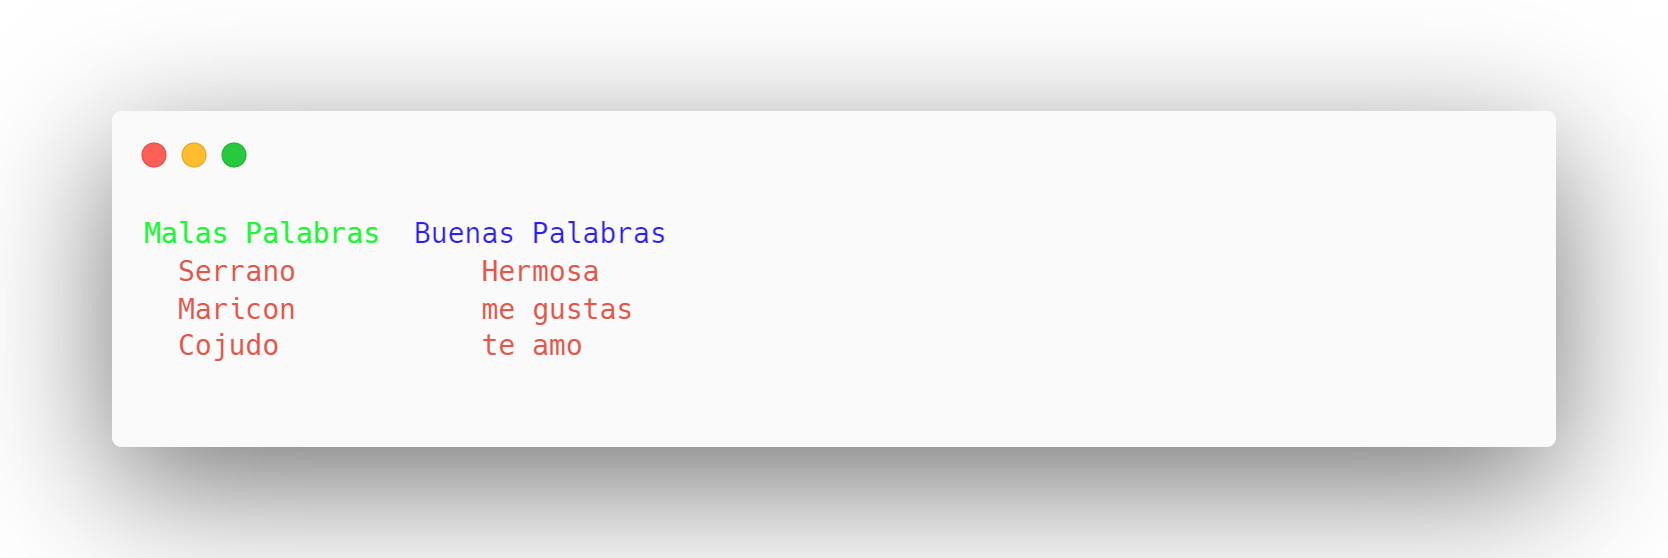 Malas Palabras  Buenas Palabras
Serrano  Hermosa
Maricon  me gustas
Cojudo  te amo